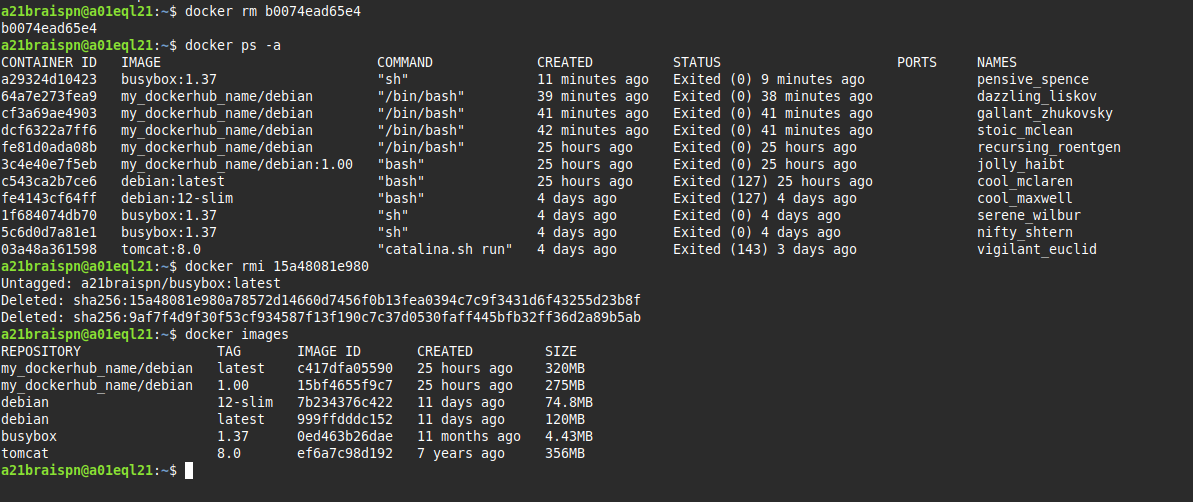 a21braispn@a01eql21:~$ docker rm b0074ead65e4
b0074ead65e4
a21braispn@a01eql21:~$ docker ps -a
CONTAINER ID   IMAGE                           COMMAND             CREATED          STATUS                      PORTS     NAMES
a29324d10423   busybox:1.37                    "sh"                11 minutes ago   Exited (0) 9 minutes ago              pensive_spence
64a7e273fea9   my_dockerhub_name/debian        "/bin/bash"         39 minutes ago   Exited (0) 38 minutes ago             dazzling_liskov
cf3a69ae4903   my_dockerhub_name/debian        "/bin/bash"         41 minutes ago   Exited (0) 41 minutes ago             gallant_zhukovsky
dcf6322a7ff6   my_dockerhub_name/debian        "/bin/bash"         42 minutes ago   Exited (0) 41 minutes ago             stoic_mclean
fe81d0ada08b   my_dockerhub_name/debian        "/bin/bash"         25 hours ago     Exited (0) 25 hours ago               recursing_roentgen
3c4e40e7f5eb   my_dockerhub_name/debian:1.00   "bash"              25 hours ago     Exited (0) 25 hours ago               jolly_haibt
c543ca2b7ce6   debian:latest                   "bash"              25 hours ago     Exited (127) 25 hours ago             cool_mclaren
fe4143cf64ff   debian:12-slim                  "bash"              4 days ago       Exited (127) 4 days ago               cool_maxwell
1f684074db70   busybox:1.37                    "sh"                4 days ago       Exited (0) 4 days ago                 serene_wilbur
5c6d0d7a81e1   busybox:1.37                    "sh"                4 days ago       Exited (0) 4 days ago                 nifty_shtern
03a48a361598   tomcat:8.0                      "catalina.sh run"   4 days ago       Exited (143) 3 days ago               vigilant_euclid
a21braispn@a01eql21:~$ docker rmi 15a48081e980
Untagged: a21braispn/busybox:latest
Deleted: sha256:15a48081e980a78572d14660d7456f0b13fea0394c7c9f3431d6f43255d23b8f
Deleted: sha256:9af7f4d9f30f53cf934587f13f190c7c37d0530faff445bfb32ff36d2a89b5ab
a21braispn@a01eql21:~$ docker images
REPOSITORY                 TAG       IMAGE ID       CREATED         SIZE
my_dockerhub_name/debian   latest    c417dfa05590   25 hours ago    320MB
my_dockerhub_name/debian   1.00      15bf4655f9c7   25 hours ago    275MB
debian                     12-slim   7b234376c422   11 days ago     74.8MB
debian                     latest    999ffdddc152   11 days ago     120MB
busybox                    1.37      0ed463b26dae   11 months ago   4.43MB
tomcat                     8.0       ef6a7c98d192   7 years ago     356MB
a21braispn@a01eql21:~$